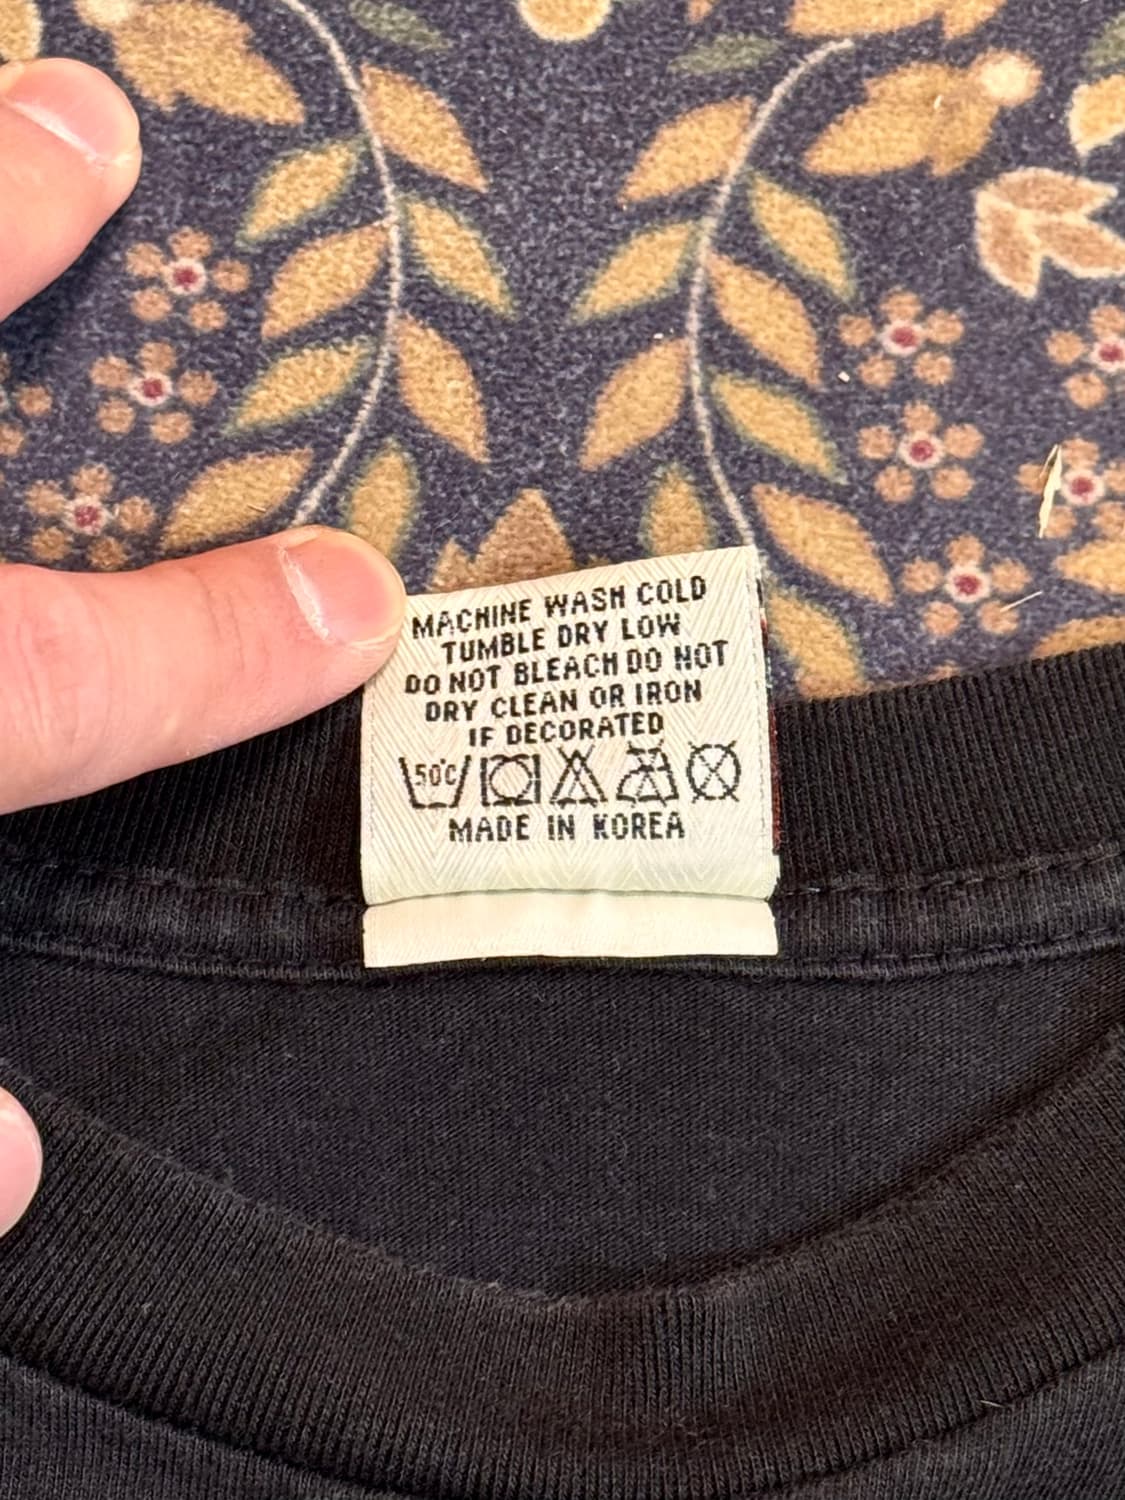 MACHINE WASH COLD
TUMBLE DRY LOW
DO NOT BLEACH DO NOT
DRY CLEAN OR IRON
IF DECORATED
50°C
MADE IN KOREA